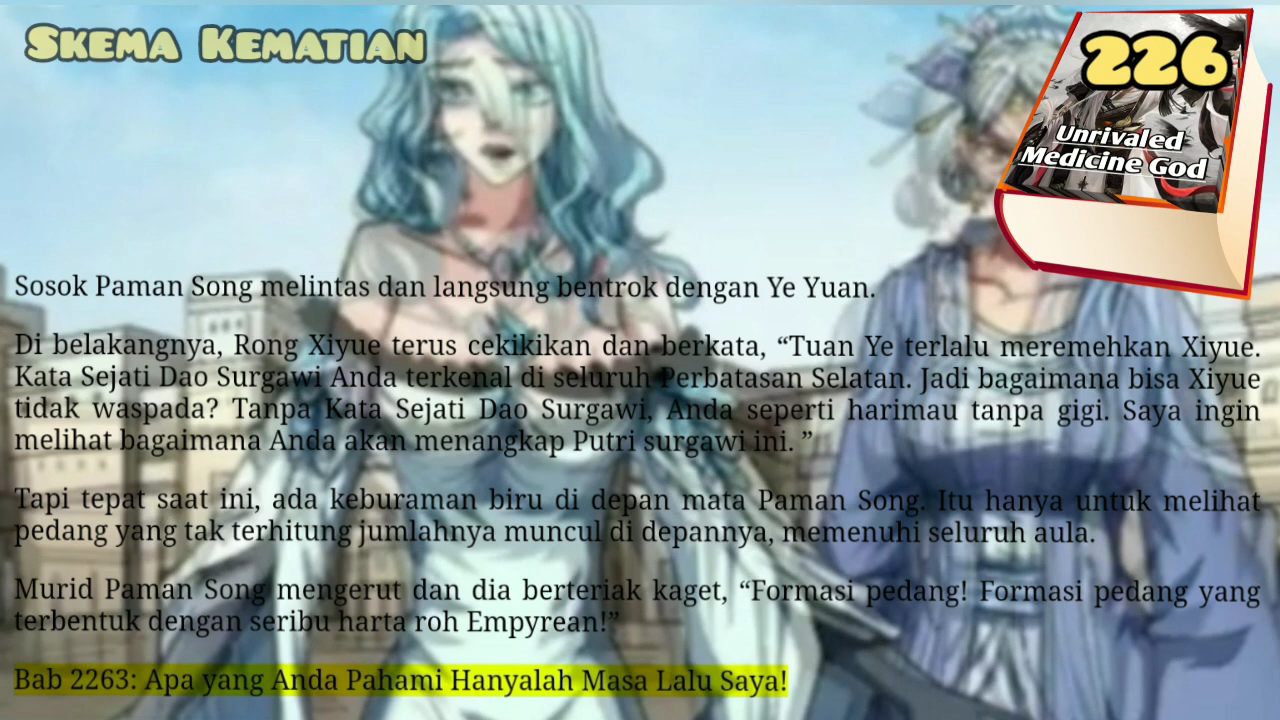 Skema Kematian
226
Unrivaled
Medicine God
Sosok Paman Song melintas dan langsung bentrok dengan Ye Yuan.
Di belakangnya, Rong Xiyue terus cekikikan dan berkata, “Tuan Ye terlalu meremehkan Xiyue.
Kata Sejati Dao Surgawi Anda terkenal di seluruh Perbatasan Selatan. Jadi bagaimana bisa Xiyue
tidak waspada? Tanpa Kata Sejati Dao Surgawi, Anda seperti harimau tanpa gigi. Saya ingin
melihat bagaimana Anda akan menangkap Putri surgawi ini. ”
Tapi tepat saat ini, ada keburaman biru di depan mata Paman Song. Itu hanya untuk melihat
pedang yang tak terhitung jumlahnya muncul di depannya, memenuhi seluruh aula.
Murid Paman Song mengerut dan dia berteriak kaget, “Formasi pedang! Formasi pedang yang
terbentuk dengan seribu harta roh Empyrean!”
Bab 2263: Apa yang Anda Pahami Hanyalah Masa Lalu Saya!